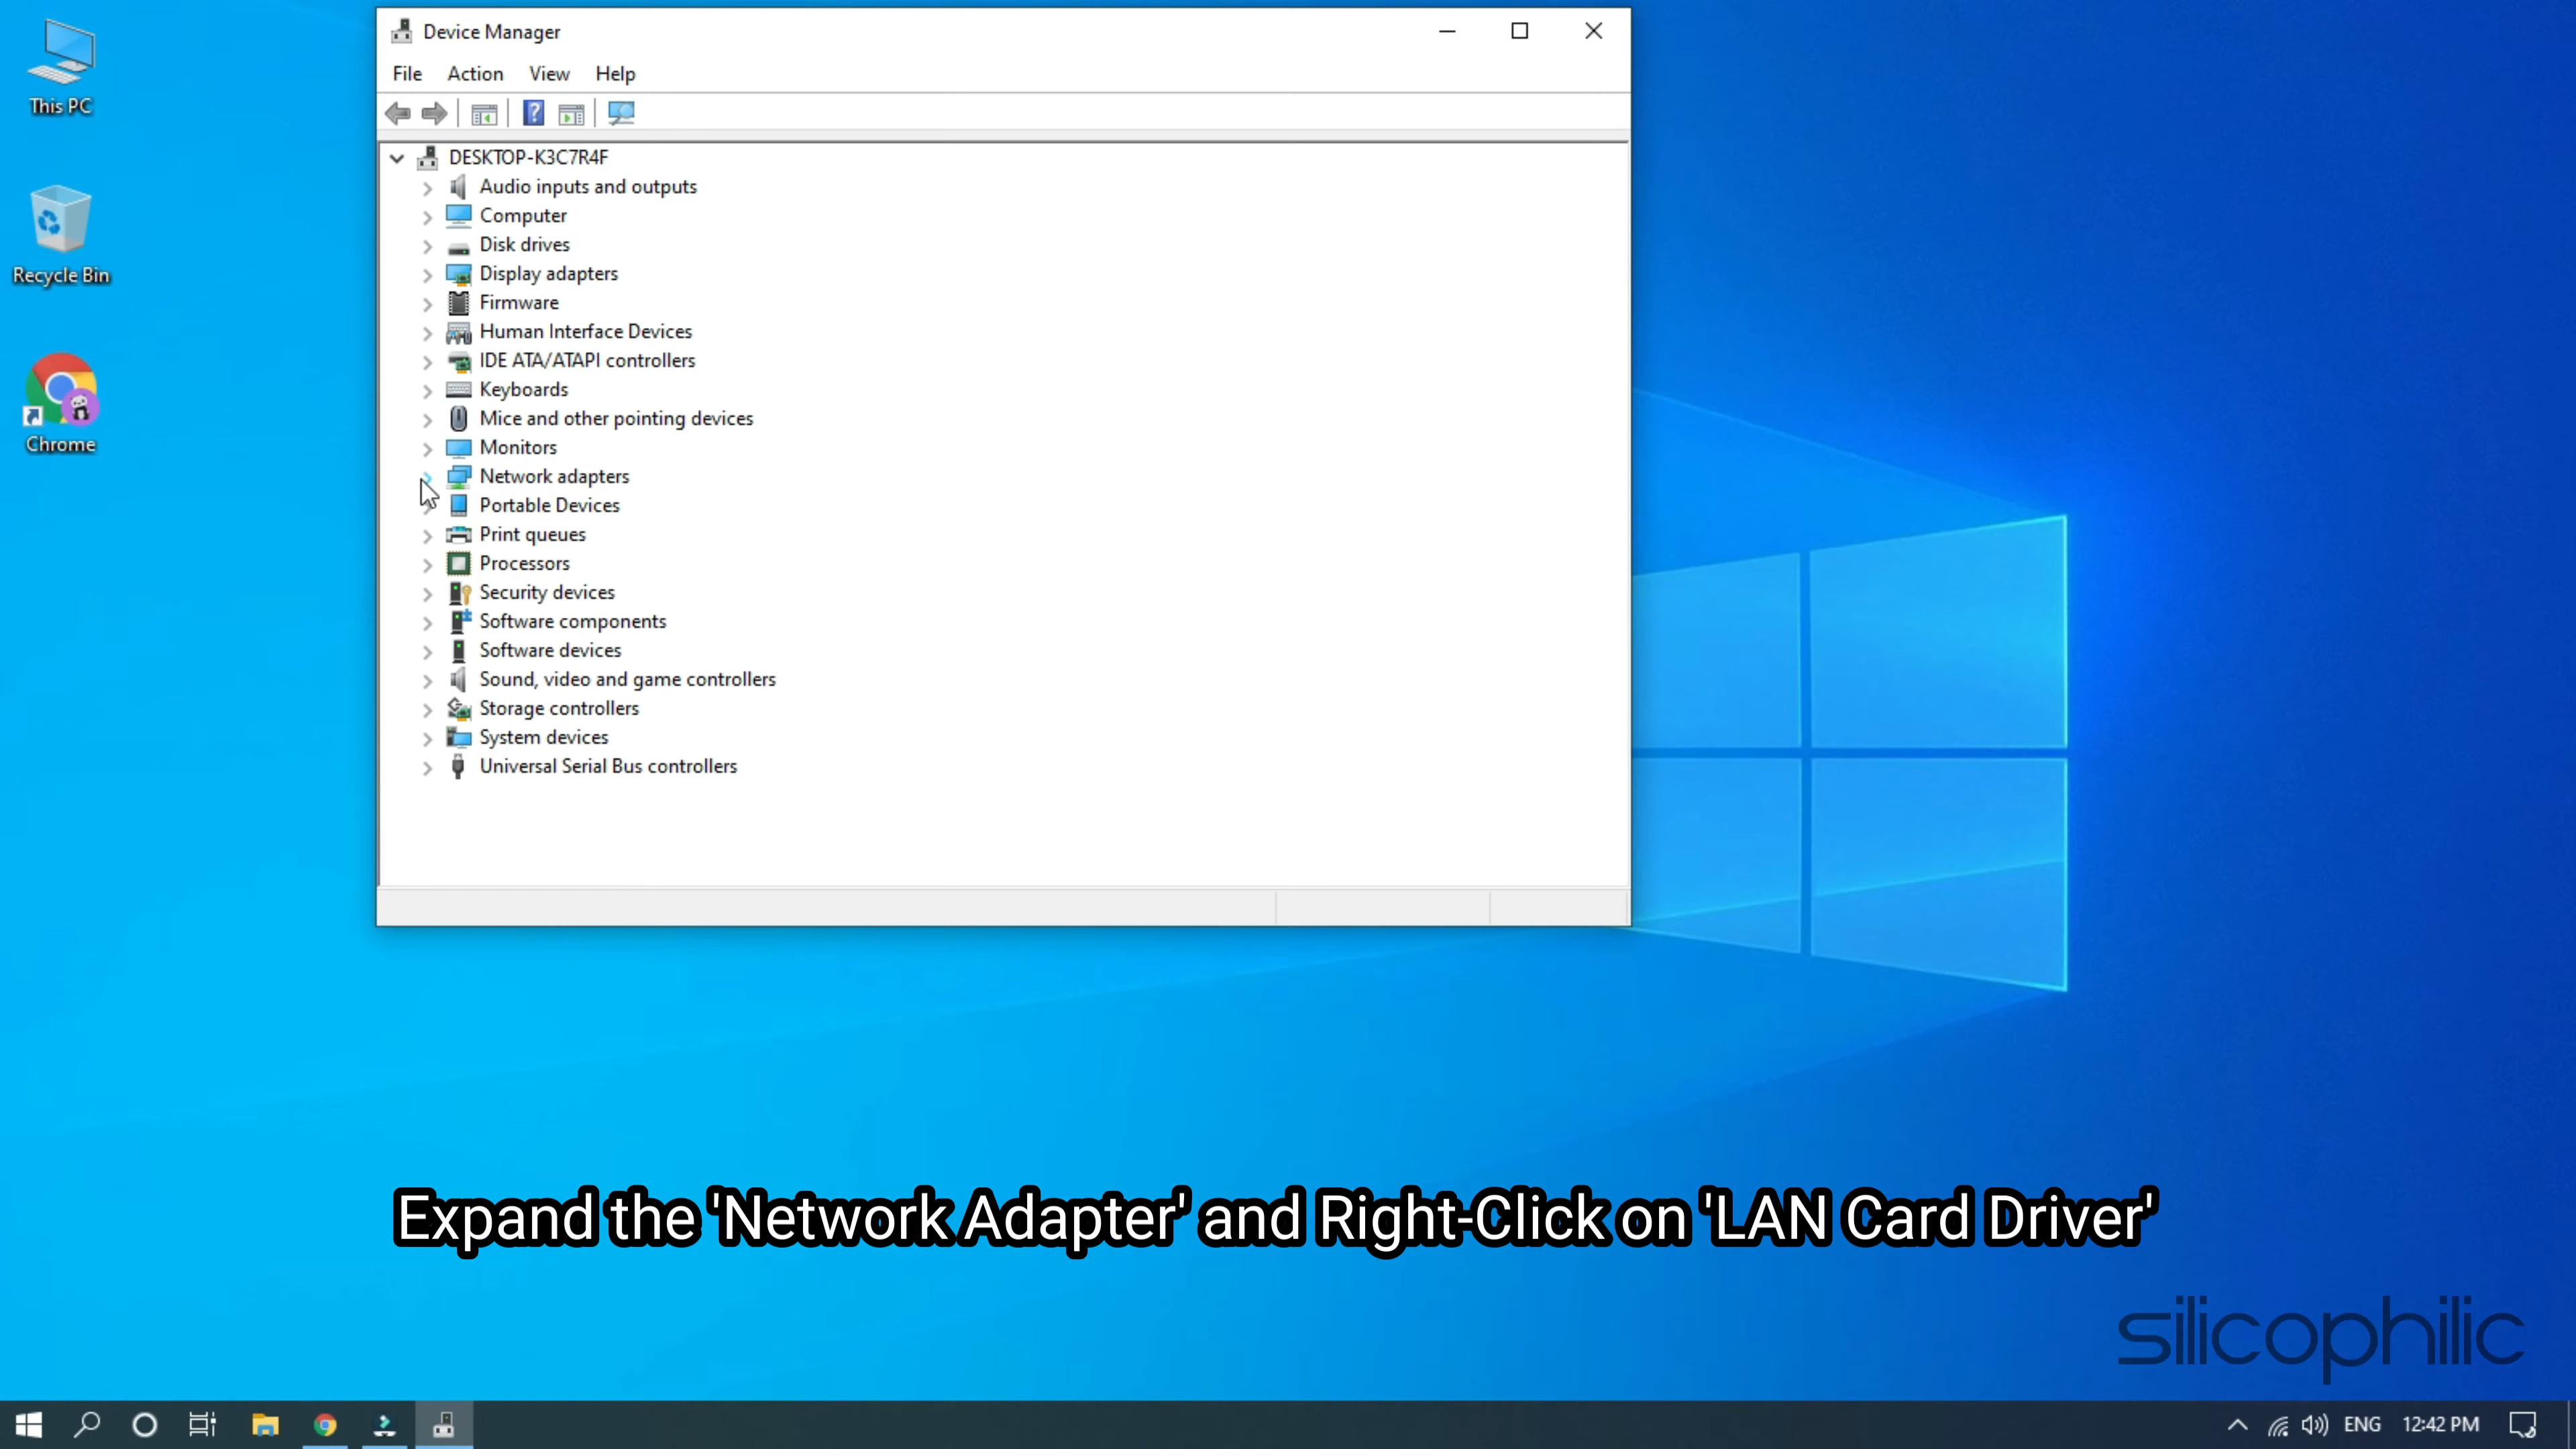 This PC
Recycle Bin
Chrome
Device Manager
File Action View Help
DESKTOP-K3C7R4F
Audio inputs and outputs
Computer
Disk drives
Display adapters
Firmware
Human Interface Devices
IDE ATA/ATAPI controllers
Keyboards
Mice and other pointing devices
Monitors
Network adapters
Portable Devices
Print queues
Processors
Security devices
Software components
Software devices
Sound, video and game controllers
Storage controllers
System devices
Universal Serial Bus controllers
Expand the 'Network Adapter' and Right-Click on 'LAN Card Driver'
silicophilic
ENG 12:42 PM